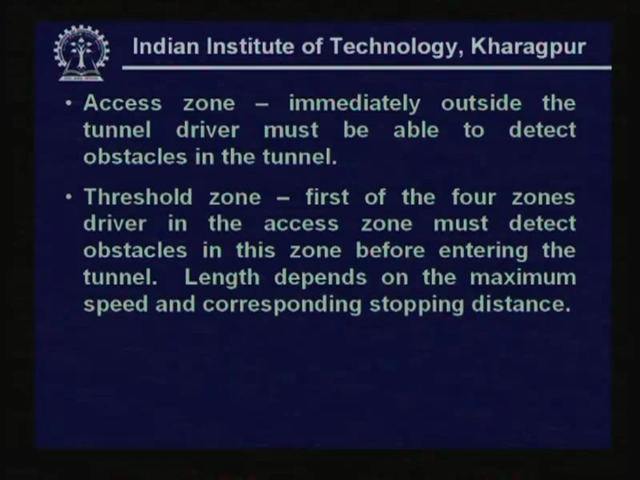 Indian Institute of Technology, Kharagpur
• Access zone – immediately outside the
tunnel driver must be able to detect
obstacles in the tunnel.
• Threshold zone – first of the four zones
driver in the access zone must detect
obstacles in this zone before entering the
tunnel. Length depends on the maximum
speed and corresponding stopping distance.